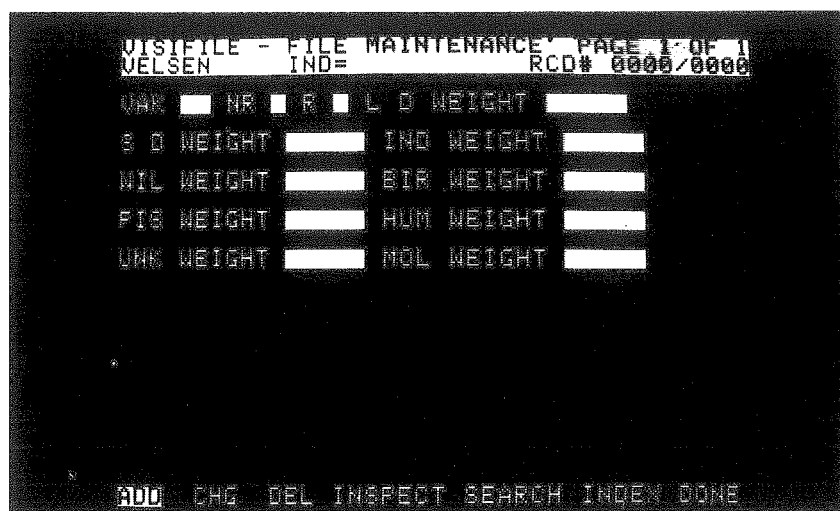 VISIFILE - FILE MAINTENANCE' PAGE 1 OF 1
VELSEN IND= RCD# 0000/0000
VAK NR R L D WEIGHT
S D WEIGHT IND WEIGHT
WIL WEIGHT BIR WEIGHT
PIS WEIGHT HUM WEIGHT
UNK WEIGHT MOL WEIGHT
ADD CHG DEL INSPECT SEARCH INDEX DONE